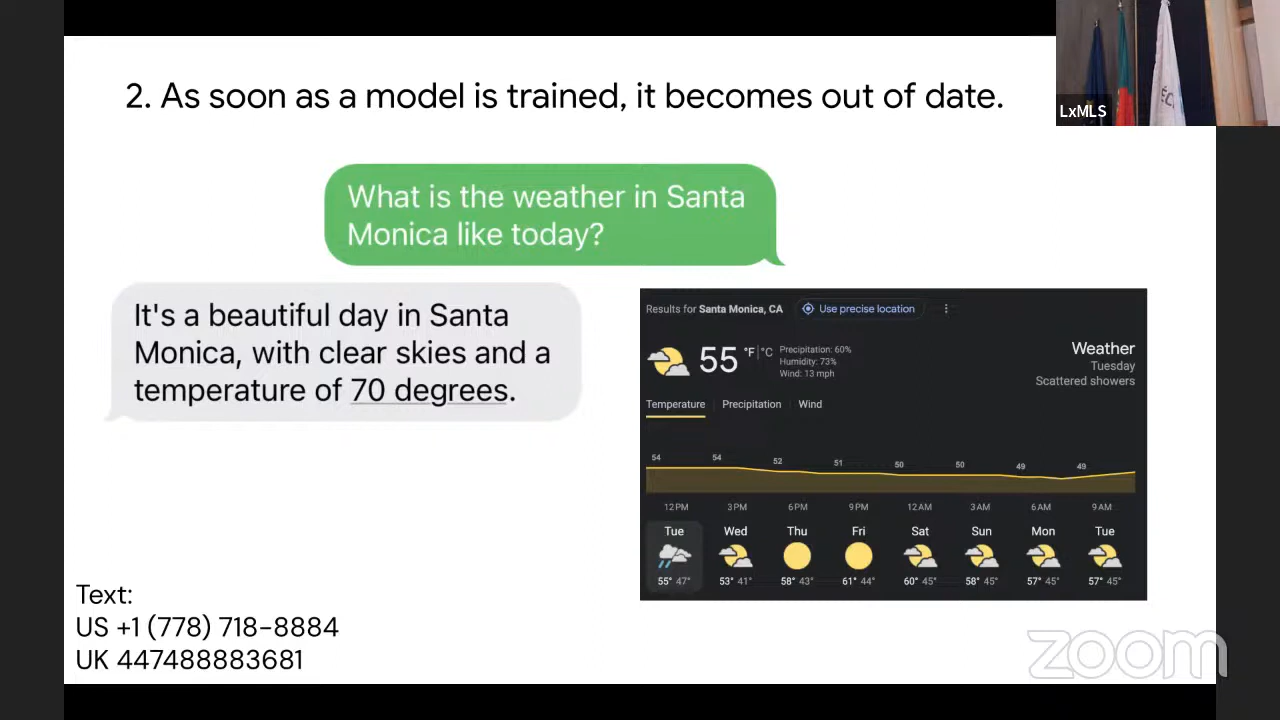 2. As soon as a model is trained, it becomes out of date.
LxMLS
What is the weather in Santa
Monica like today?
It's a beautiful day in Santa
Monica, with clear skies and a
temperature of 70 degrees.
Results for Santa Monica, CA
Use precise location
55 °F|°C
Precipitation: 60%
Humidity: 73%
Wind: 13 mph
Weather
Tuesday
Scattered showers
Temperature Precipitation Wind
54 54 52 51 50 50 49 49
12 PM 3 PM 6 PM 9 PM 12 AM 3 AM 6 AM 9 AM
Tue Wed Thu Fri Sat Sun Mon Tue
55° 47° 53° 41° 58° 43° 61° 44° 60° 45° 58° 45° 57° 45° 57° 45°
Text:
US +1 (778) 718-8884
UK 447488883681
zoom